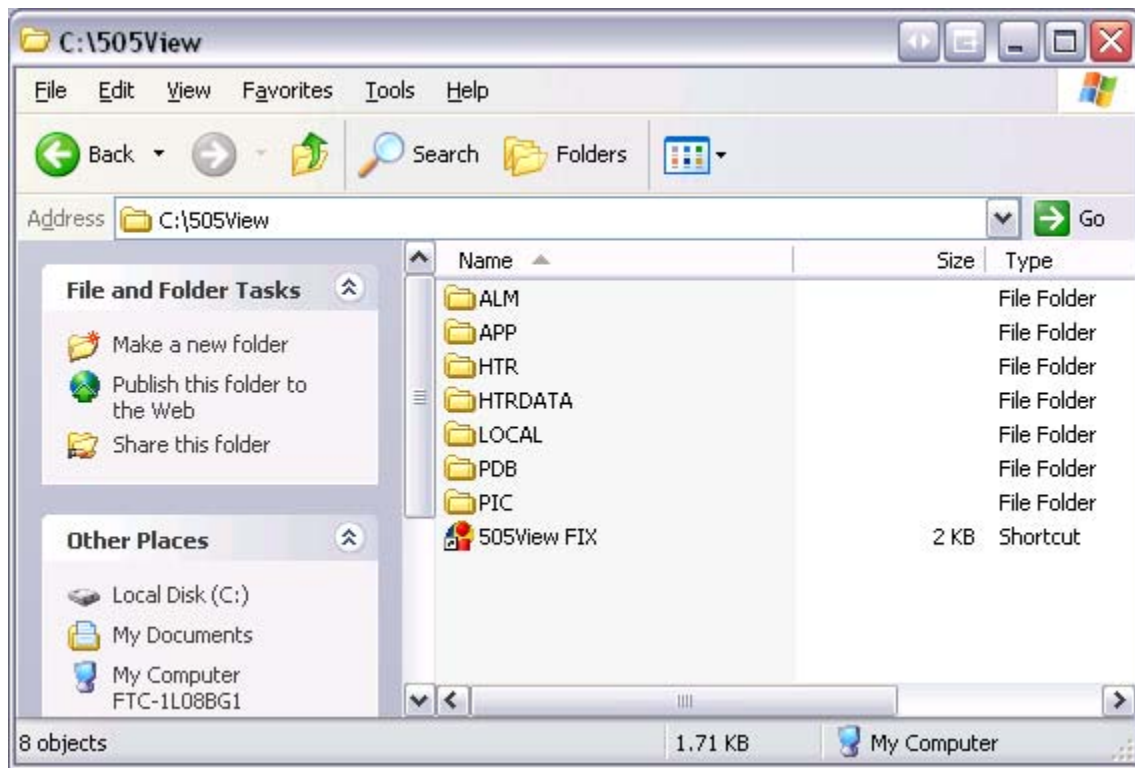 C:\505View
File Edit View Favorites Tools Help
Back Search Folders
Address C:\505View Go
File and Folder Tasks
Make a new folder
Publish this folder to
the Web
Share this folder
Other Places
Local Disk (C:)
My Documents
My Computer
FTC-1L08BG1
Name Size Type
ALM File Folder
APP File Folder
HTR File Folder
HTRDATA File Folder
LOCAL File Folder
PDB File Folder
PIC File Folder
505View FIX 2 KB Shortcut
8 objects 1.71 KB My Computer